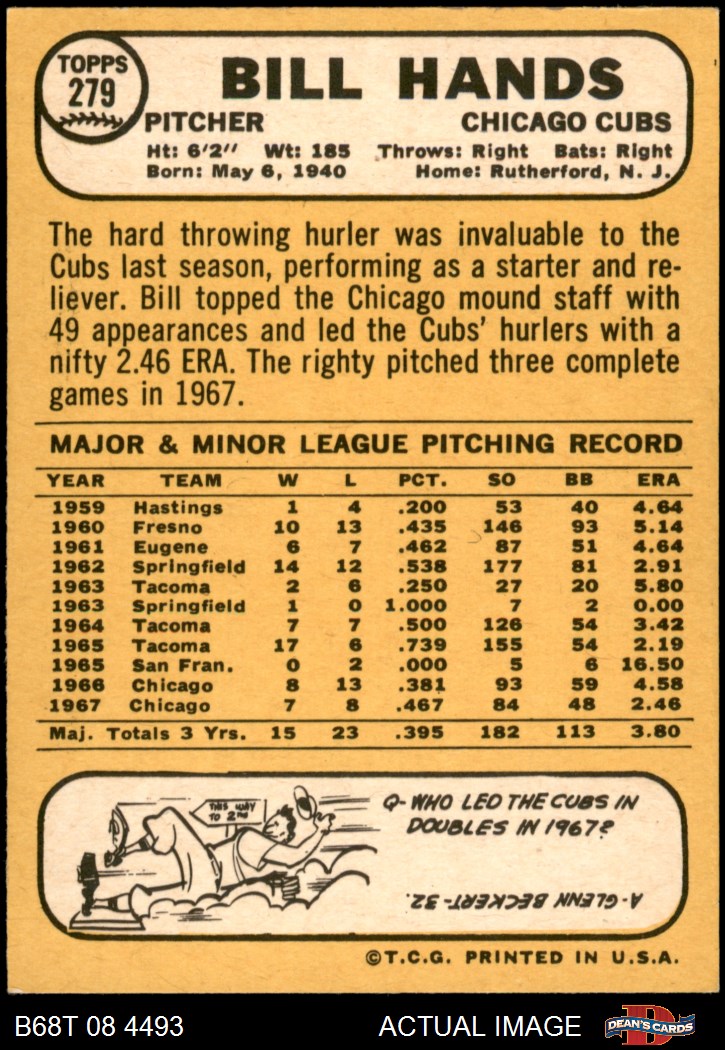 TOPPS
279
BILL HANDS
PITCHER CHICAGO CUBS
Ht: 6'2" Wt: 185 Throws: Right Bats: Right
Born: May 6, 1940 Home: Rutherford, N. J.
The hard throwing hurler was invaluable to the
Cubs last season, performing as a starter and re-
liever. Bill topped the Chicago mound staff with
49 appearances and led the Cubs' hurlers with a
nifty 2.46 ERA. The righty pitched three complete
games in 1967.
MAJOR & MINOR LEAGUE PITCHING RECORD
YEAR TEAM W L PCT. SO BB ERA
1959 Hastings 1 4 .200 53 40 4.64
1960 Fresno 10 13 .435 146 93 5.14
1961 Eugene 6 7 .462 87 51 4.64
1962 Springfield 14 12 .538 177 81 2.91
1963 Tacoma 2 6 .250 27 20 5.80
1963 Springfield 1 0 1.000 7 2 0.00
1964 Tacoma 7 7 .500 126 54 3.42
1965 Tacoma 17 6 .739 155 54 2.19
1965 San Fran. 0 2 .000 5 6 16.50
1966 Chicago 8 13 .381 93 59 4.58
1967 Chicago 7 8 .467 84 48 2.46
Maj. Totals 3 Yrs. 15 23 .395 182 113 3.80
THIS WAY
TO 2ND
Q-WHO LED THE CUBS IN
DOUBLES IN 1967?
A-GLENN BECKERT-32.
©T.C.G. PRINTED IN U.S.A.
B68T 08 4493 ACTUAL IMAGE
D
DEAN'S CARDS